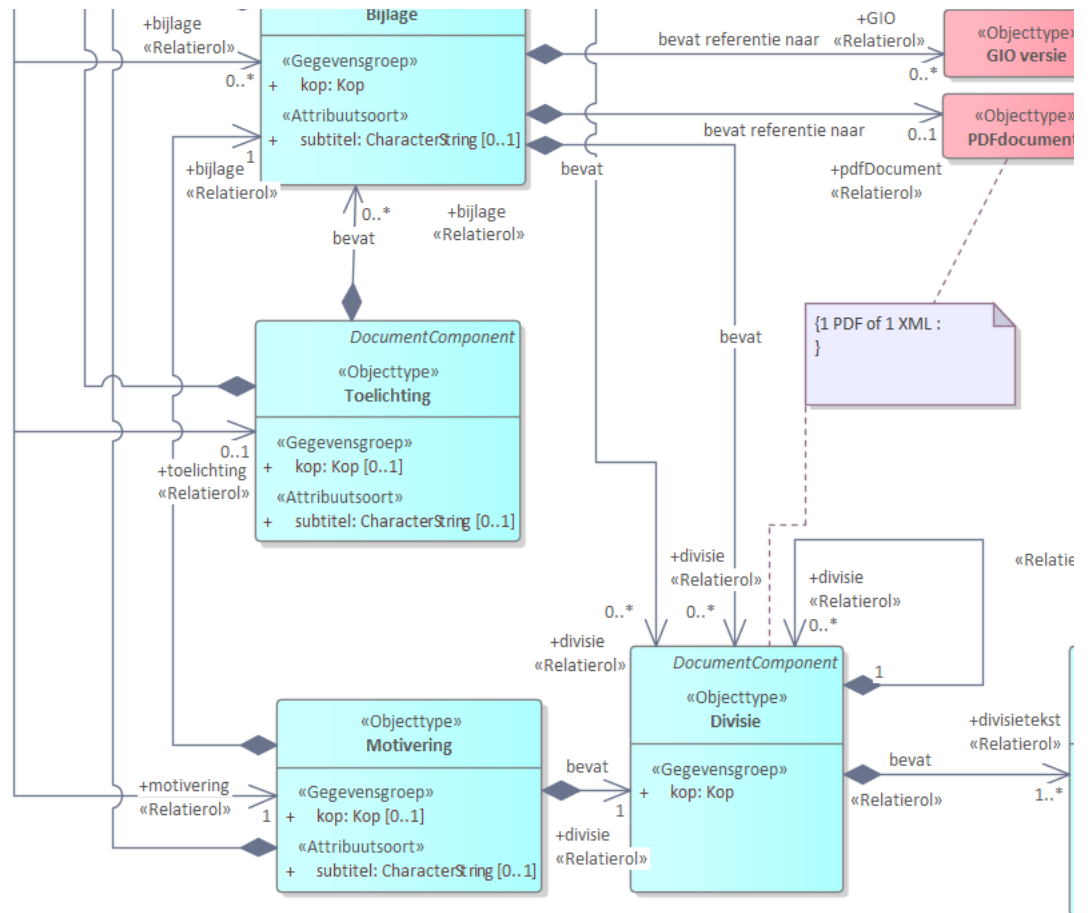 Bijlage
«Gegevensgroep»
+ kop: Kop
«Attribuutsoort»
+ subtitel: CharacterString [0..1]
+bijlage
«Relatierol»
0..*
+bijlage
1
«Relatierol»
bevat referentie naar
+GIO
«Relatierol»
0..*
«Objecttype»
GIO versie
bevat referentie naar
0..1
+pdfDocument
«Relatierol»
«Objecttype»
PDFdocument
bevat
0..*
bevat
+bijlage
«Relatierol»
bevat
{1 PDF of 1 XML :
}
DocumentComponent
«Objecttype»
Toelichting
«Gegevensgroep»
+ kop: Kop [0..1]
«Attribuutsoort»
+ subtitel: CharacterString [0..1]
0..1
+toelichting
«Relatierol»
+divisie
«Relatierol»
0..*
0..*
+divisie
«Relatierol»
0..*
+divisie
«Relatierol»
DocumentComponent
«Objecttype»
Divisie
«Gegevensgroep»
+ kop: Kop
1
+divisietekst
«Relatierol»
bevat
1..*
«Relatierol»
«Objecttype»
Motivering
«Gegevensgroep»
+ kop: Kop [0..1]
«Attribuutsoort»
+ subtitel: CharacterString [0..1]
+motivering
«Relatierol»
1
bevat
1
+divisie
«Relatierol»